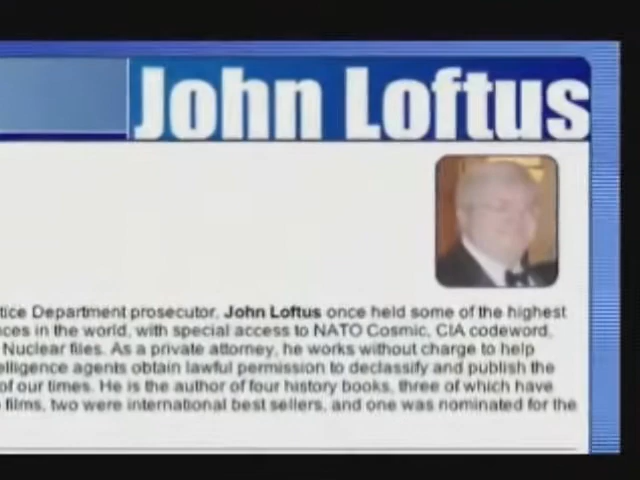 John Loftus
tice Department prosecutor, John Loftus once held some of the highest
nces in the world, with special access to NATO Cosmic, CIA codeword,
Nuclear files. As a private attorney, he works without charge to help
elligence agents obtain lawful permission to declassify and publish the
of our times. He is the author of four history books, three of which have
films, two were international best sellers, and one was nominated for the